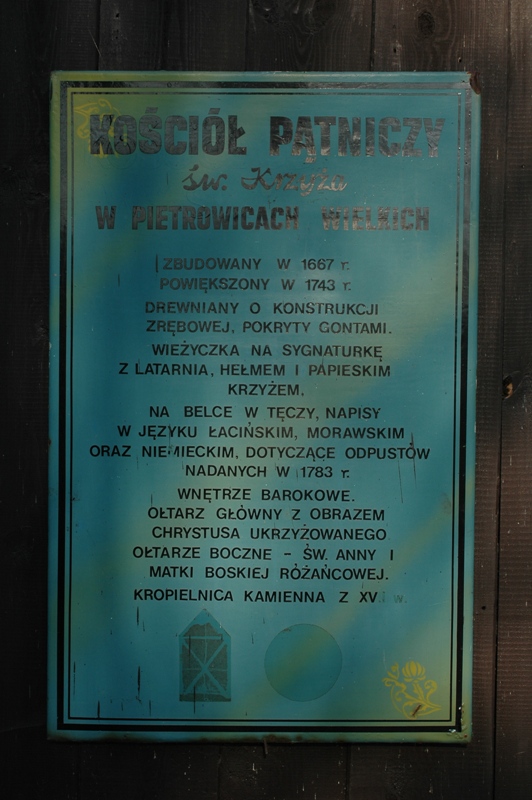 KOŚCIÓŁ PĄTNICZY
św. Krzyża
W PIETROWICACH WIELKICH
ZBUDOWANY W 1667 r.
POWIĘKSZONY W 1743 r.
DREWNIANY O KONSTRUKCJI
ZRĘBOWEJ, POKRYTY GONTAMI.
WIEŻYCZKA NA SYGNATURKĘ
Z LATARNIA, HEŁMEM I PAPIESKIM
KRZYŻEM.
NA BELCE W TĘCZY, NAPISY
W JĘZYKU ŁACIŃSKIM, MORAWSKIM
ORAZ NIEMIECKIM, DOTYCZĄCE ODPUSTÓW
NADANYCH W 1783 r.
WNĘTRZE BAROKOWE.
OŁTARZ GŁÓWNY Z OBRAZEM
CHRYSTUSA UKRZYŻOWANEGO
OŁTARZE BOCZNE - ŚW. ANNY I
MATKI BOSKIEJ RÓŻAŃCOWEJ.
KROPIELNICA KAMIENNA Z w.